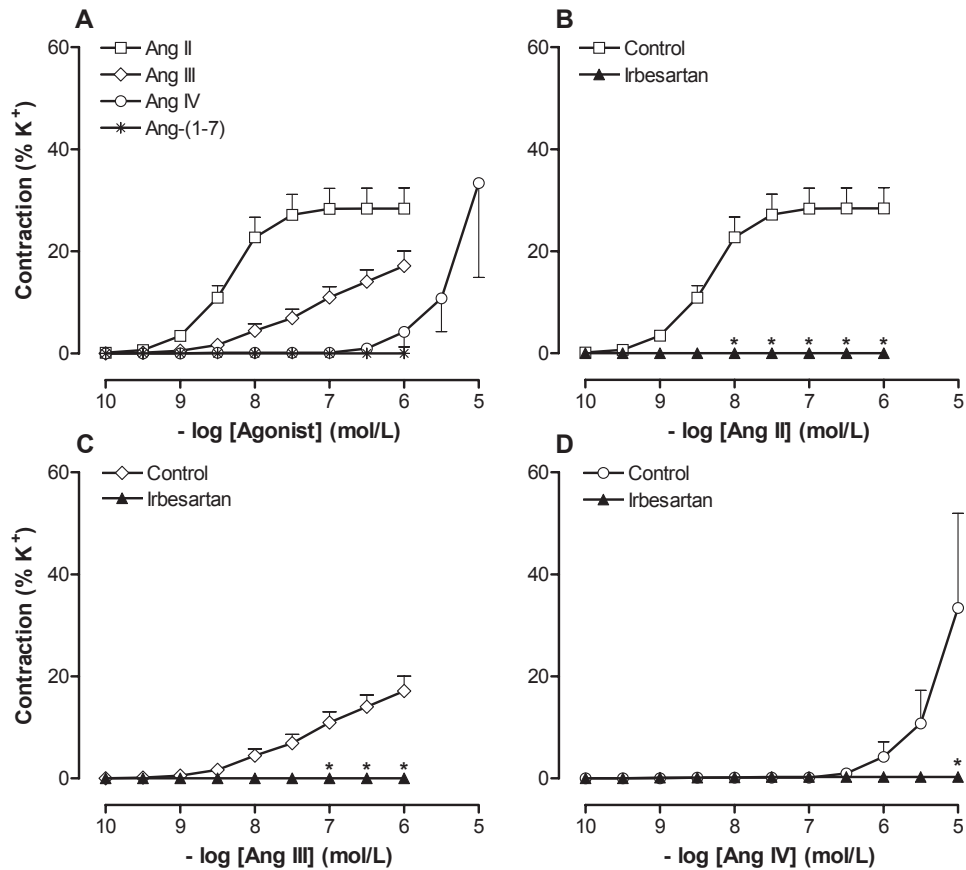 A
60
40
20
0
Contraction (% K⁺)
Ang II
Ang III
Ang IV
Ang-(1-7)
10 9 8 7 6 5
- log [Agonist] (mol/L)
B
60
40
20
0
Control
Irbesartan
* * * * *
10 9 8 7 6 5
- log [Ang II] (mol/L)
C
60
40
20
0
Contraction (% K⁺)
Control
Irbesartan
* * *
10 9 8 7 6 5
- log [Ang III] (mol/L)
D
60
40
20
0
Control
Irbesartan
*
10 9 8 7 6 5
- log [Ang IV] (mol/L)